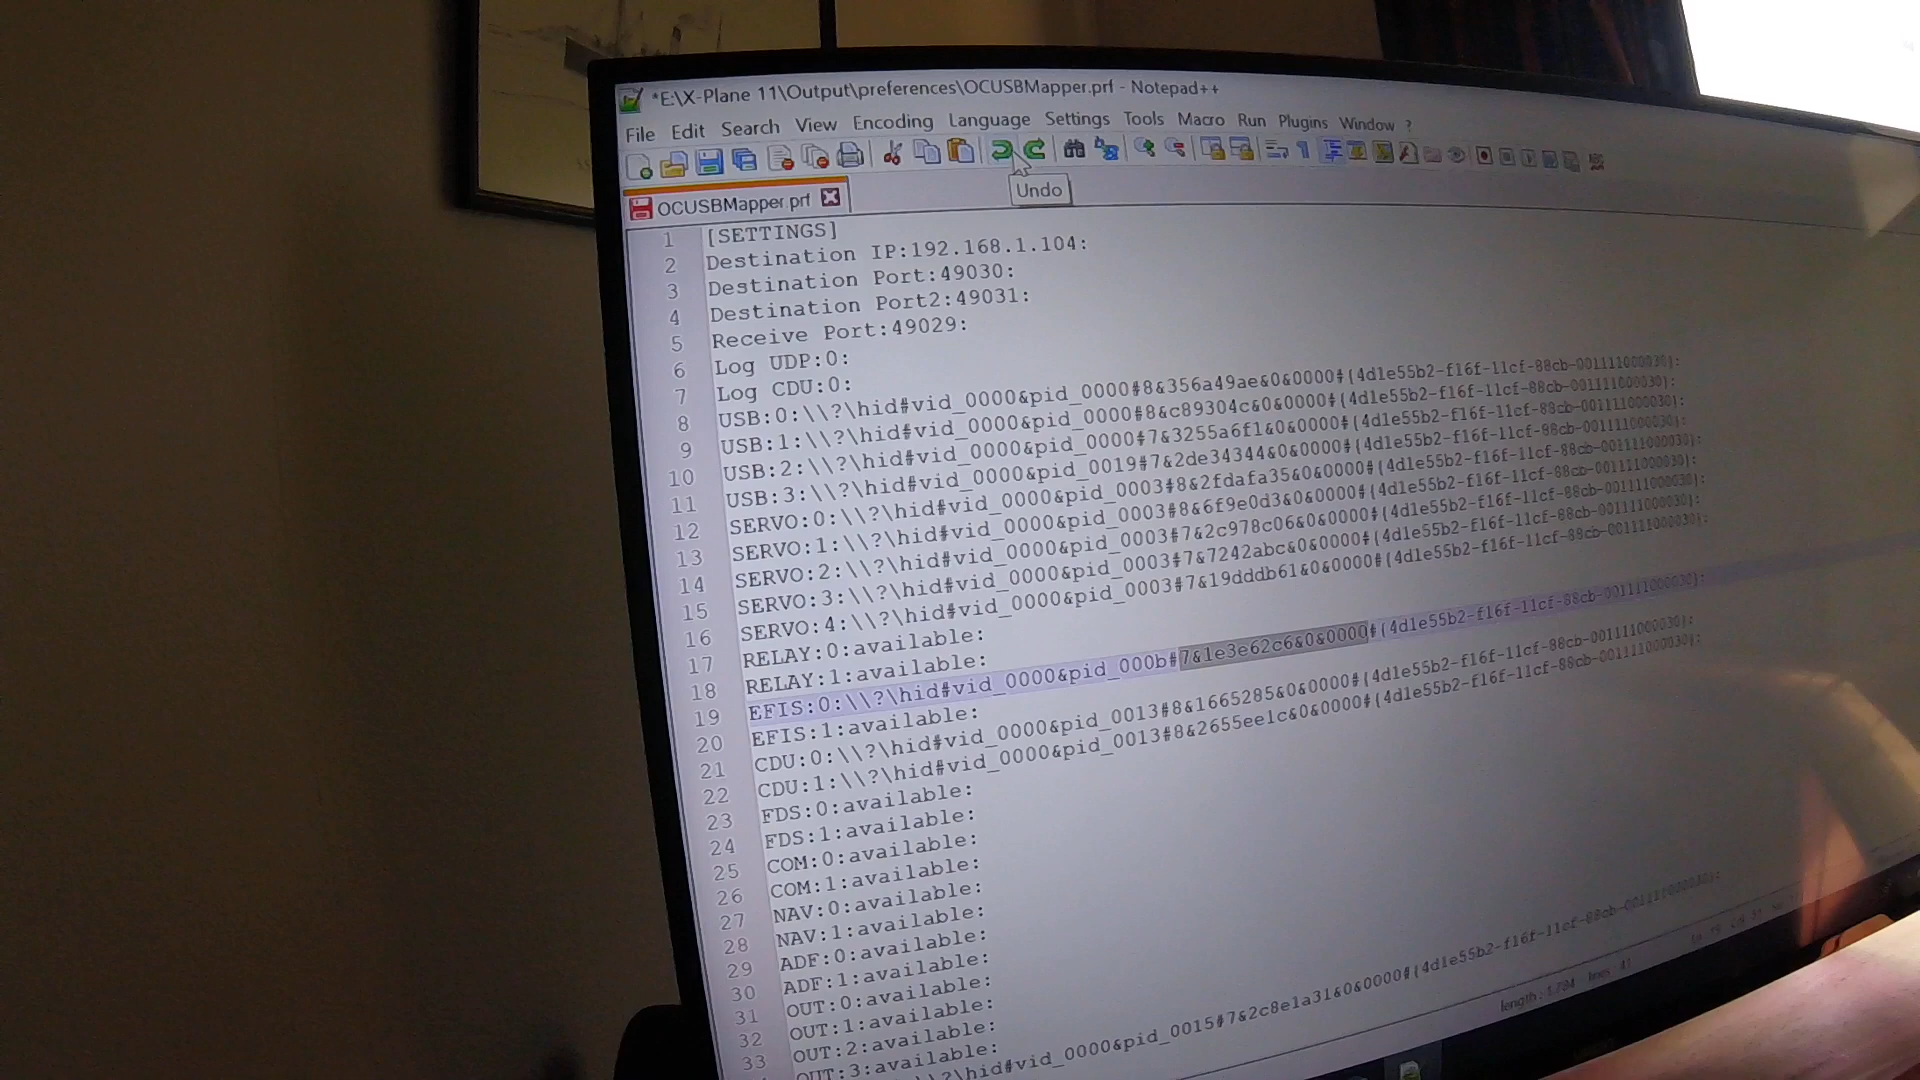 *E:\X-Plane 11\Output\preferences\OCUSBMapper.prf - Notepad++
File Edit Search View Encoding Language Settings Tools Macro Run Plugins Window ?
Undo
OCUSBMapper.prf
1 [SETTINGS]
2 Destination IP:192.168.1.104:
3 Destination Port:49030:
4 Destination Port2:49031:
5 Receive Port:49029:
6 Log UDP:0:
7 Log CDU:0:
8 USB:0:\\?\hid#vid_0000&pid_0000#8&356a49ae&0&0000#{4d1e55b2-f16f-11cf-88cb-001111000030}:
9 USB:1:\\?\hid#vid_0000&pid_0000#8&c89304c&0&0000#{4d1e55b2-f16f-11cf-88cb-001111000030}:
10 USB:2:\\?\hid#vid_0000&pid_0000#7&3255a6f1&0&0000#{4d1e55b2-f16f-11cf-88cb-001111000030}:
11 USB:3:\\?\hid#vid_0000&pid_0019#7&2de34344&0&0000#{4d1e55b2-f16f-11cf-88cb-001111000030}:
12 SERVO:0:\\?\hid#vid_0000&pid_0003#8&2fdafa35&0&0000#{4d1e55b2-f16f-11cf-88cb-001111000030}:
13 SERVO:1:\\?\hid#vid_0000&pid_0003#8&6f9e0d3&0&0000#{4d1e55b2-f16f-11cf-88cb-001111000030}:
14 SERVO:2:\\?\hid#vid_0000&pid_0003#7&2c978c06&0&0000#{4d1e55b2-f16f-11cf-88cb-001111000030}:
15 SERVO:3:\\?\hid#vid_0000&pid_0003#7&7242abc&0&0000#{4d1e55b2-f16f-11cf-88cb-001111000030}:
16 SERVO:4:\\?\hid#vid_0000&pid_0003#7&19dddb61&0&0000#{4d1e55b2-f16f-11cf-88cb-001111000030}:
17 RELAY:0:available:
18 RELAY:1:available:
19 EFIS:0:\\?\hid#vid_0000&pid_000b#7&1e3e62c6&0&0000#{4d1e55b2-f16f-11cf-88cb-001111000030}:
20 EFIS:1:available:
21 CDU:0:\\?\hid#vid_0000&pid_0013#8&1665285&0&0000#{4d1e55b2-f16f-11cf-88cb-001111000030}:
22 CDU:1:\\?\hid#vid_0000&pid_0013#8&2655ee1c&0&0000#{4d1e55b2-f16f-11cf-88cb-001111000030}:
23 FDS:0:available:
24 FDS:1:available:
25 COM:0:available:
26 COM:1:available:
27 NAV:0:available:
28 NAV:1:available:
29 ADF:0:available:
30 ADF:1:available:
31 OUT:0:available:
32 OUT:1:available:
33 OUT:2:available:
OUT:3:available:
\\?\hid#vid_0000&pid_0015#7&2c8e1a31&0&0000#{4d1e55b2-f16f-11cf-88cb-001111000030}: